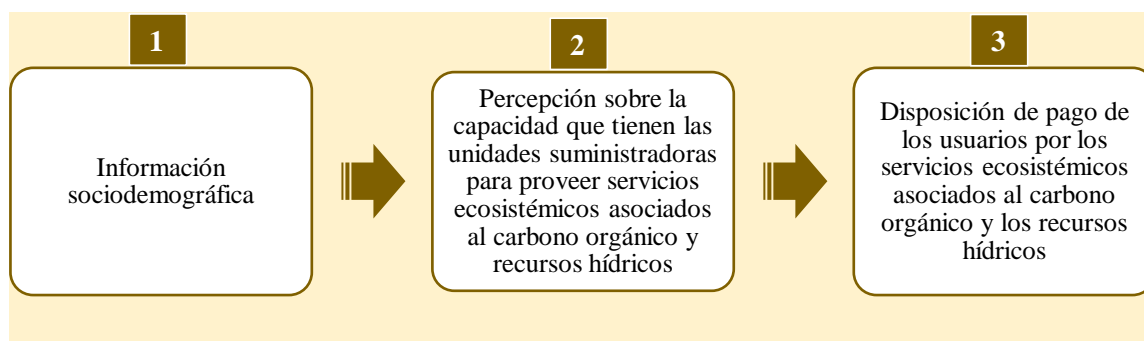 1
Información
sociodemográfica
2
Percepción sobre la
capacidad que tienen las
unidades suministradoras
para proveer servicios
ecosistémicos asociados
al carbono orgánico y
recursos hídricos
3
Disposición de pago de
los usuarios por los
servicios ecosistémicos
asociados al carbono
orgánico y los recursos
hídricos